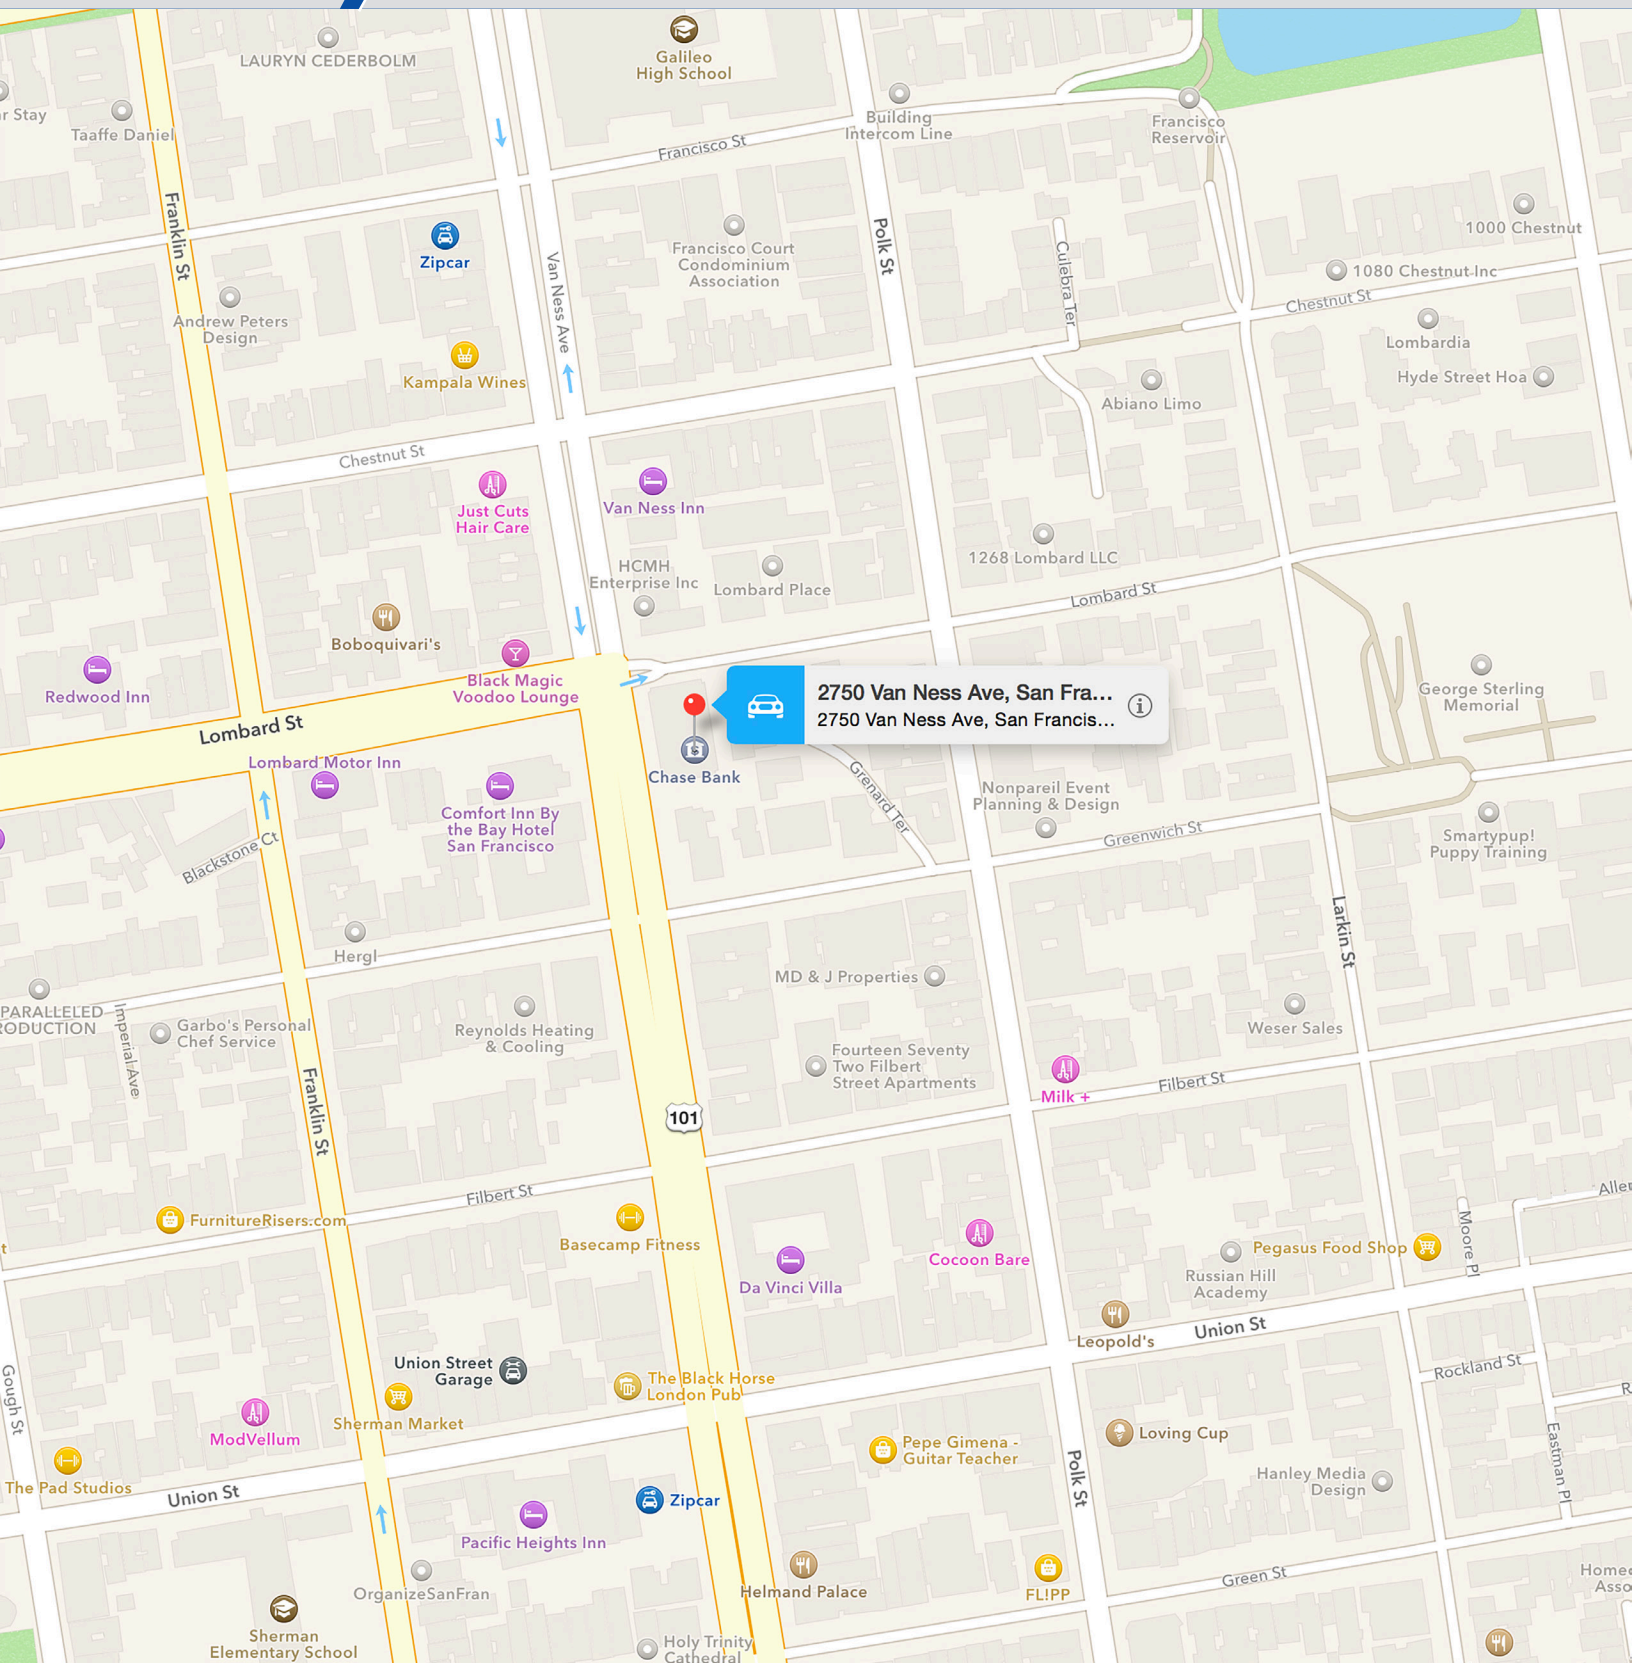 LAURYN CEDERBOLM
Galileo
High School
r Stay
Taaffe Daniel
Building
Intercom Line
Francisco
Reservoir
Francisco St
Franklin St
Zipcar
Van Ness Ave
Francisco Court
Condominium
Association
Polk St
Culebra Ter
1000 Chestnut
1080 Chestnut Inc
Chestnut St
Andrew Peters
Design
Kampala Wines
Lombardia
Hyde Street Hoa
Abiano Limo
Chestnut St
Just Cuts
Hair Care
Van Ness Inn
HCMH
Enterprise Inc
Lombard Place
1268 Lombard LLC
Lombard St
Boboquivari's
Redwood Inn
Black Magic
Voodoo Lounge
2750 Van Ness Ave, San Fra...
2750 Van Ness Ave, San Francis...
George Sterling
Memorial
Lombard St
Lombard Motor Inn
Chase Bank
Grenard Ter
Nonpareil Event
Planning & Design
Greenwich St
Comfort Inn By
the Bay Hotel
San Francisco
Blackstone Ct
Smartypup!
Puppy Training
Larkin St
Hergl
MD & J Properties
PARALLELED
RODUCTION
Imperial Ave
Garbo's Personal
Chef Service
Reynolds Heating
& Cooling
Weser Sales
Fourteen Seventy
Two Filbert
Street Apartments
Milk +
Filbert St
Franklin St
101
Filbert St
FurnitureRisers.com
t
Basecamp Fitness
Da Vinci Villa
Cocoon Bare
Russian Hill
Academy
Pegasus Food Shop
Moore Pl
Aller
Leopold's
Union St
Rockland St
R
Gough St
Union Street
Garage
The Black Horse
London Pub
Sherman Market
ModVellum
The Pad Studios
Union St
Pepe Gimena -
Guitar Teacher
Loving Cup
Polk St
Hanley Media
Design
Eastman Pl
Zipcar
Pacific Heights Inn
OrganizeSanFran
Helmand Palace
FL!PP
Green St
Homeo
Asso
Sherman
Elementary School
Holy Trinity
Cathedral